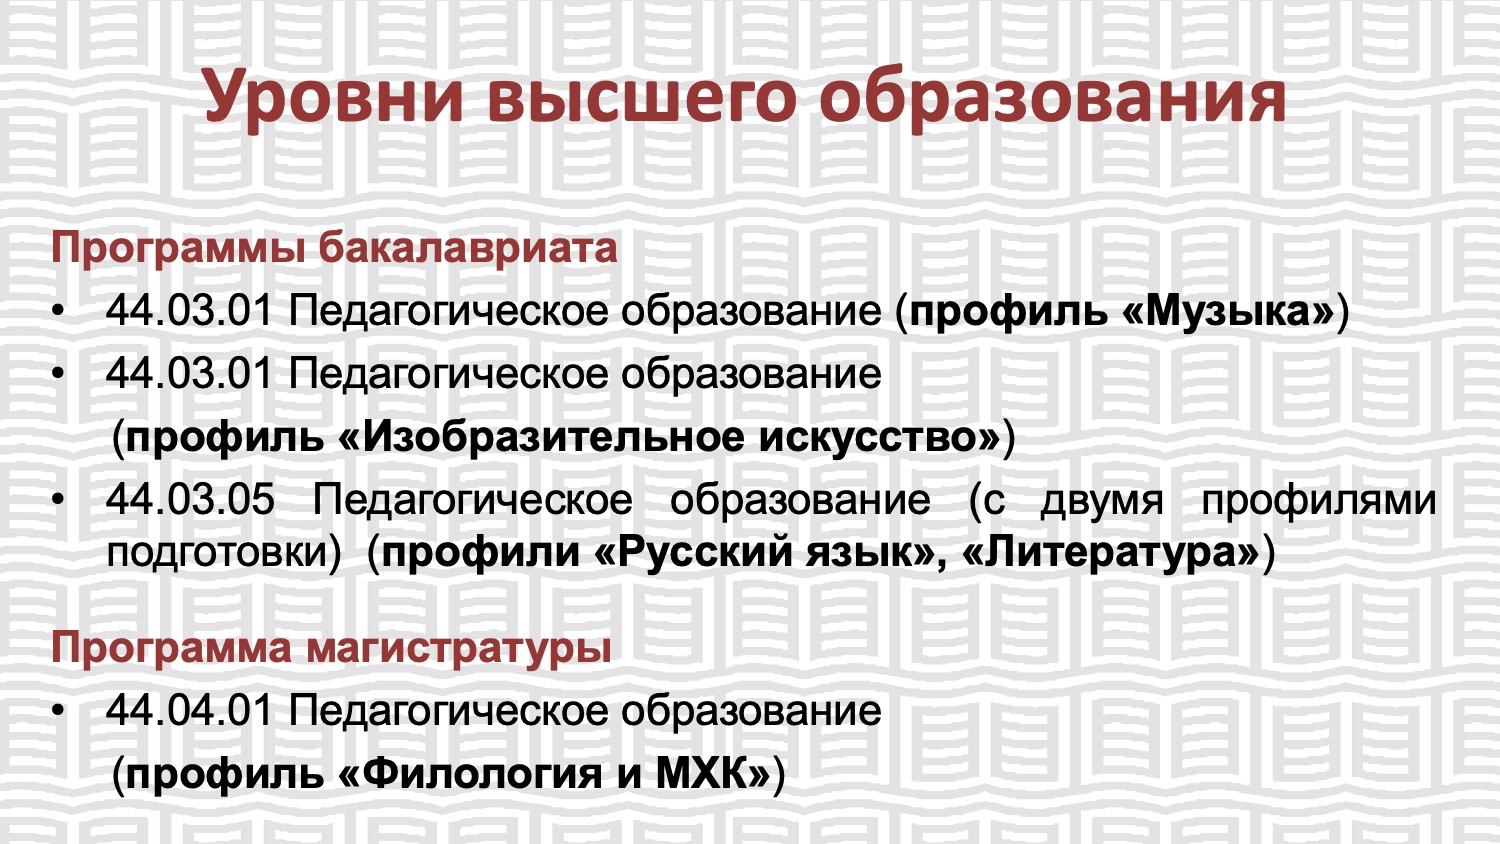 Уровни высшего образования
Программы бакалавриата
• 44.03.01 Педагогическое образование (профиль «Музыка»)
• 44.03.01 Педагогическое образование
(профиль «Изобразительное искусство»)
• 44.03.05 Педагогическое образование (с двумя профилями
подготовки) (профили «Русский язык», «Литература»)
Программа магистратуры
• 44.04.01 Педагогическое образование
(профиль «Филология и МХК»)